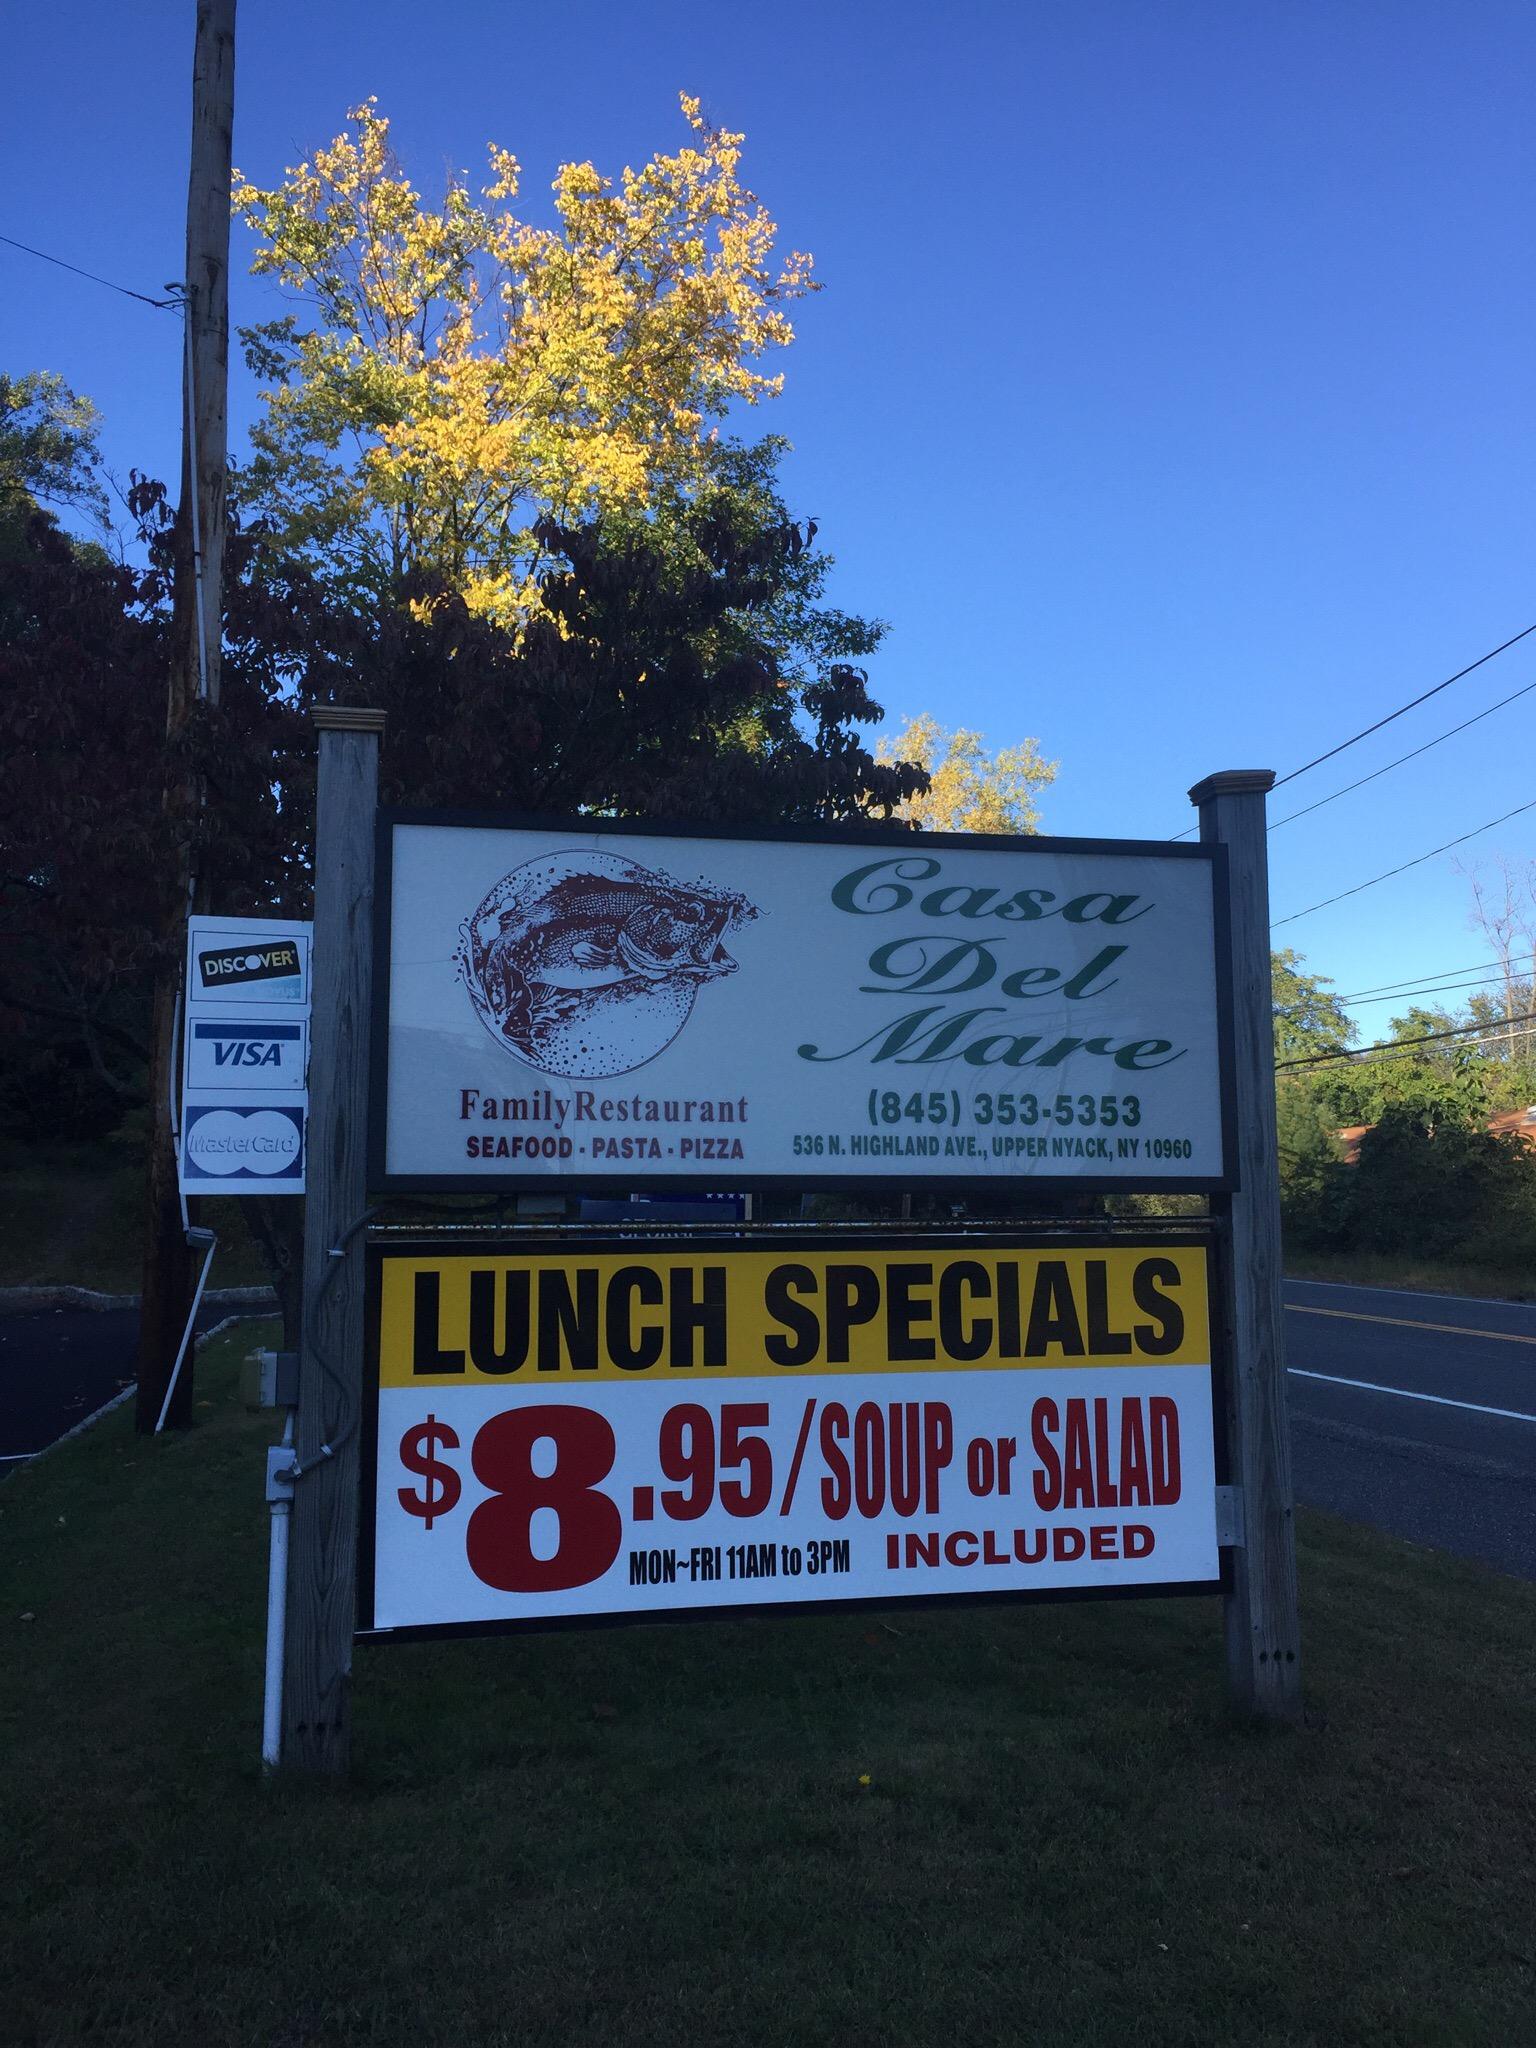 DISCOVER
NOVUS
VISA
MasterCard
Casa
Del
Mare
FamilyRestaurant
SEAFOOD · PASTA · PIZZA
(845) 353-5353
536 N. HIGHLAND AVE., UPPER NYACK, NY 10960
LUNCH SPECIALS
$8.95/SOUP or SALAD
MON~FRI 11AM to 3PM INCLUDED